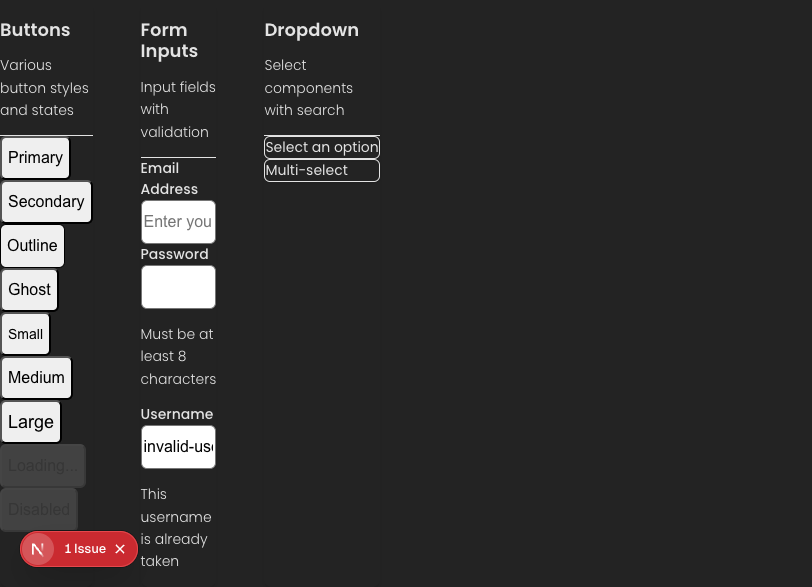 Buttons
Various
button styles
and states
Primary
Secondary
Outline
Ghost
Small
Medium
Large
Loading...
Disabled
Form
Inputs
Input fields
with
validation
Email
Address
Enter you
Password
Must be at
least 8
characters
Username
invalid-use
This
username
is already
taken
Dropdown
Select
components
with search
Select an option
Multi-select
N 1 Issue ×